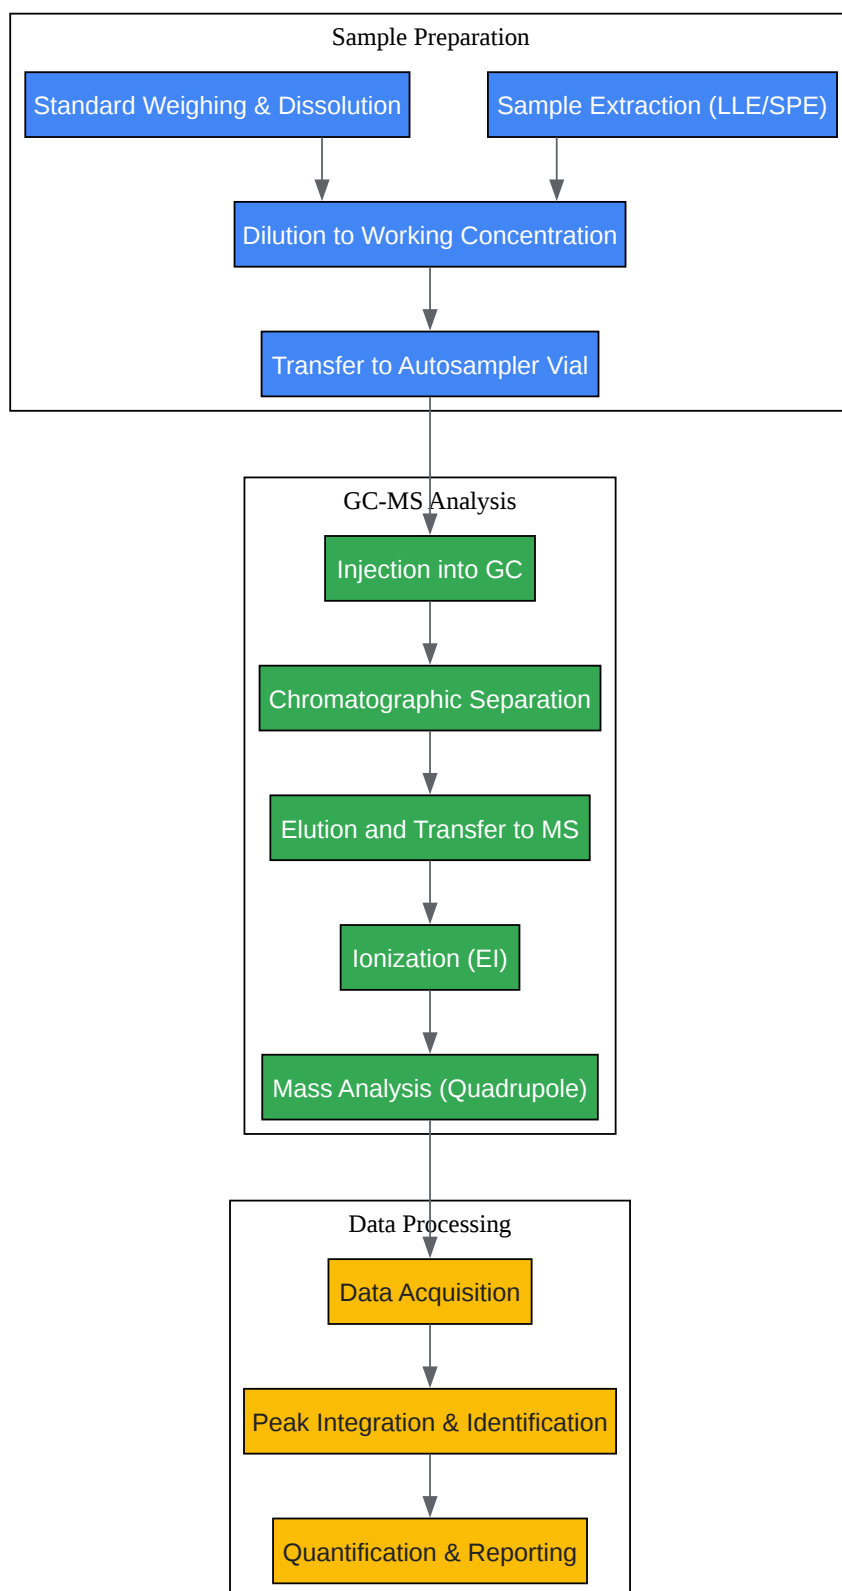 Sample Preparation
Standard Weighing & Dissolution
Sample Extraction (LLE/SPE)
Dilution to Working Concentration
Transfer to Autosampler Vial
GC-MS Analysis
Injection into GC
Chromatographic Separation
Elution and Transfer to MS
Ionization (EI)
Mass Analysis (Quadrupole)
Data Processing
Data Acquisition
Peak Integration & Identification
Quantification & Reporting